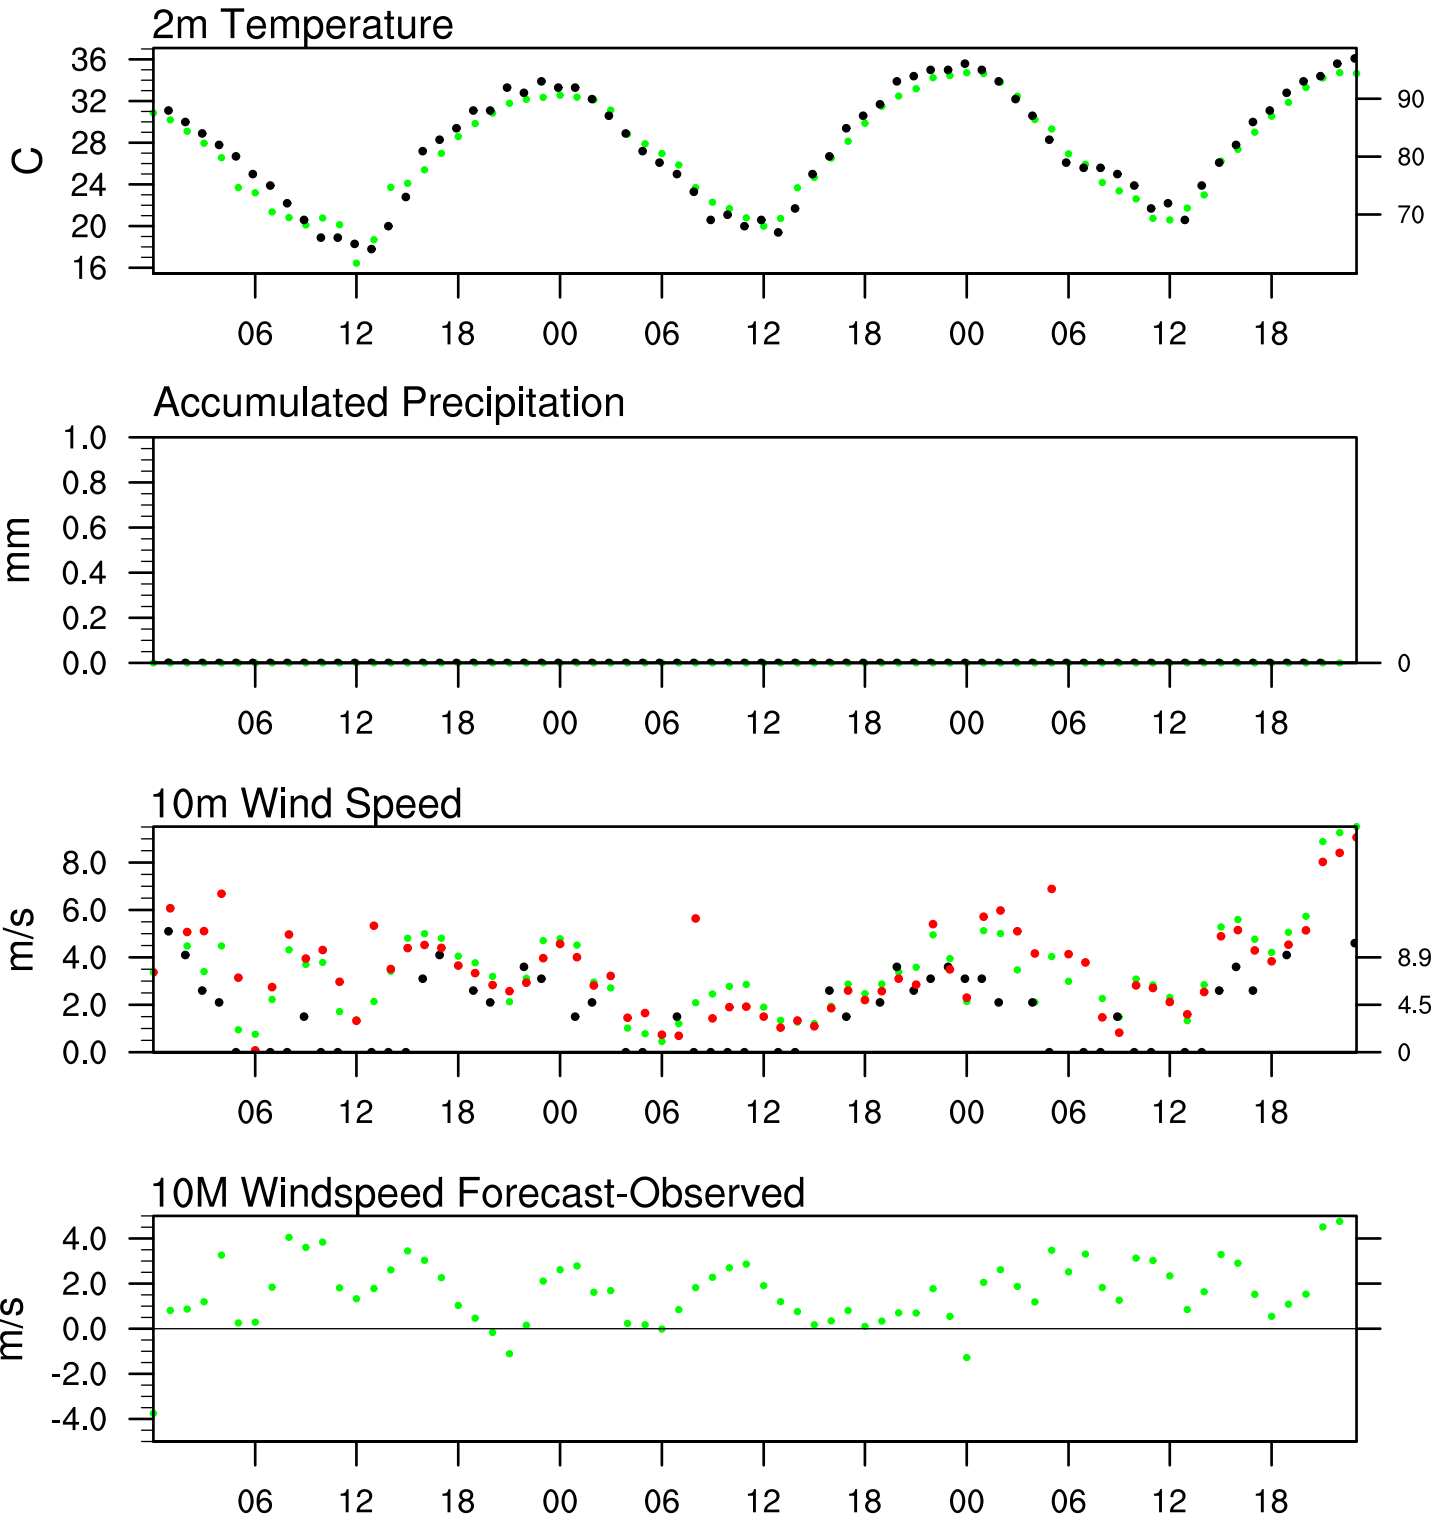 2m Temperature
36
32
28
24
20
16
C
90
80
70
06 12 18 00 06 12 18 00 06 12 18
Accumulated Precipitation
1.0
0.8
0.6
0.4
0.2
0.0
mm
0
06 12 18 00 06 12 18 00 06 12 18
10m Wind Speed
8.0
6.0
4.0
2.0
0.0
m/s
8.9
4.5
0
06 12 18 00 06 12 18 00 06 12 18
10M Windspeed Forecast-Observed
4.0
2.0
0.0
-2.0
-4.0
m/s
06 12 18 00 06 12 18 00 06 12 18